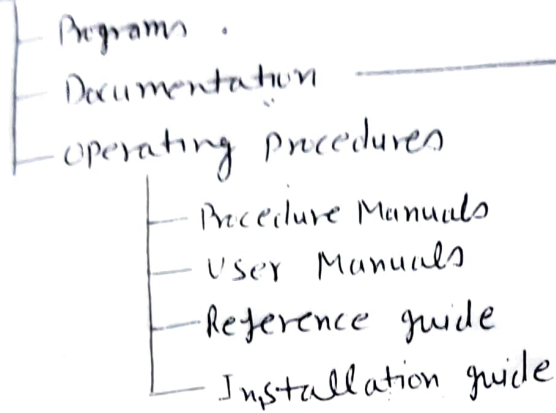 Programs .
Documentation
Operating Procedures
Procedure Manuals
User Manuals
Reference guide
Installation guide